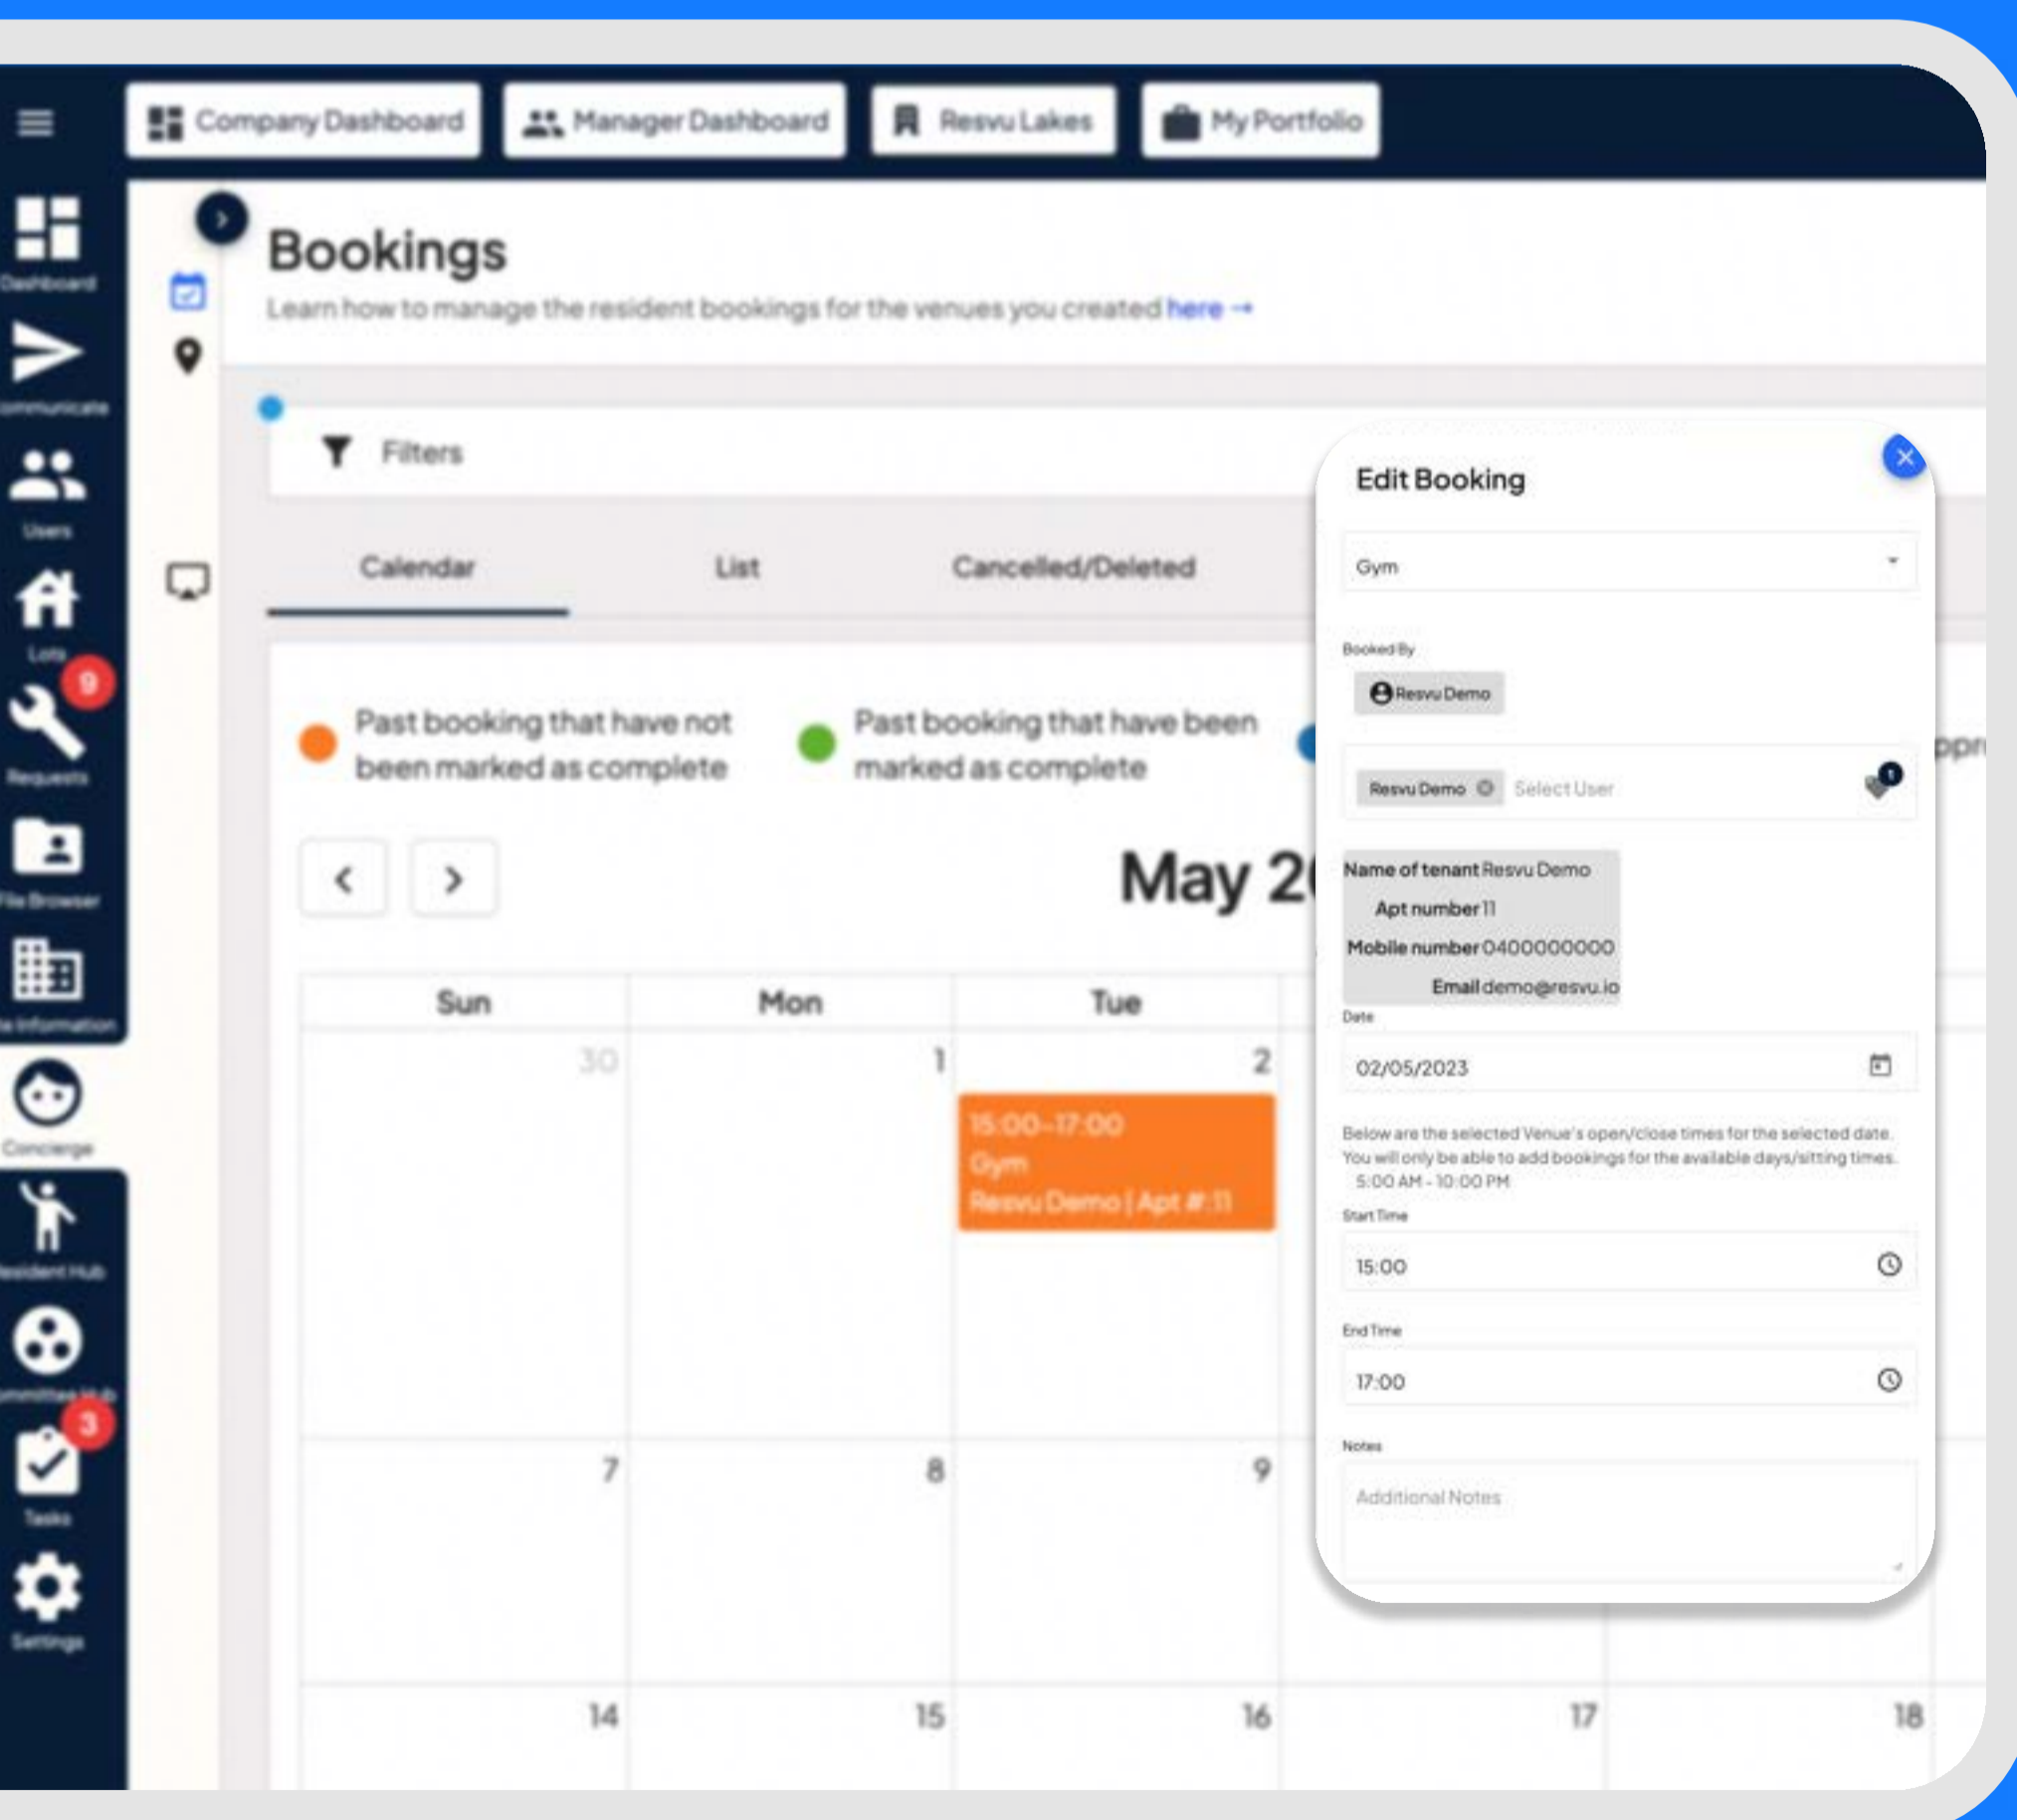 Company Dashboard
Manager Dashboard
Resvu Lakes
My Portfolio
Dashboard
Users
Lots
9
Requests
File Browser
Concierge
Resident Hub
3
Tasks
Settings
Bookings
Learn how to manage the resident bookings for the venues you created here →
Filters
Calendar
List
Cancelled/Deleted
Past booking that have not
been marked as complete
Past booking that have been
marked as complete
May
Sun
Mon
Tue
30
1
2
15:00-17:00
Gym
Resvu Demo | Apt #:11
7
8
9
14
15
16
17
18
Edit Booking
Gym
Booked By
Resvu Demo
Resvu Demo
Select User
1
Name of tenant Resvu Demo
Apt number 11
Mobile number 0400000000
Email demo@resvu.io
Date
02/05/2023
Below are the selected Venue's open/close times for the selected date.
You will only be able to add bookings for the available days/sitting times.
5:00 AM - 10:00 PM
Start Time
15:00
End Time
17:00
Notes
Additional Notes